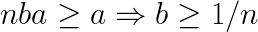 nba ≥ a ⇒ b ≥ 1/n